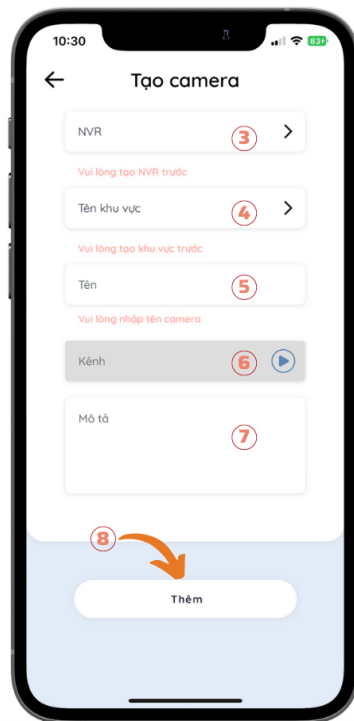 10:30
83+
Tạo camera
NVR
3
Vui lòng tạo NVR trước
Tên khu vực
4
Vui lòng tạo khu vực trước
Tên
5
Vui lòng nhập tên camera
Kênh
6
Mô tả
7
8
Thêm